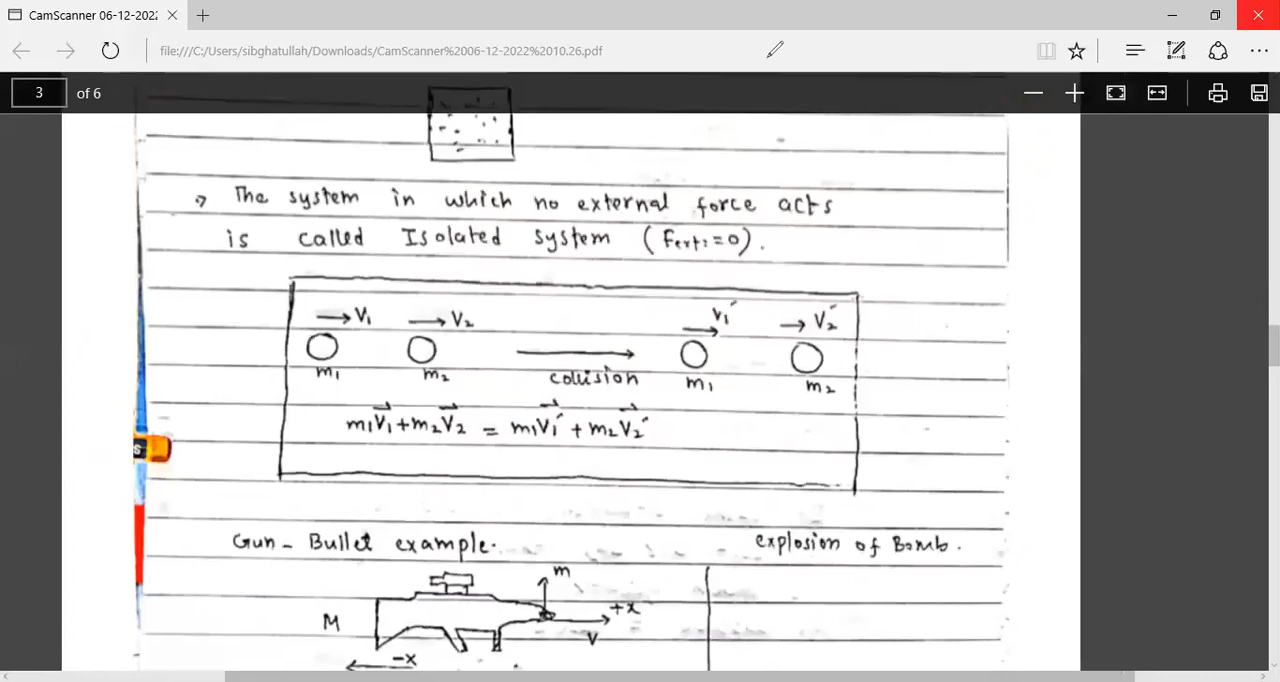 CamScanner 06-12-2022
file:///C:/Users/sibghatullah/Downloads/CamScanner%2006-12-2022%2010.26.pdf
3 of 6
The system in which no external force acts
is called Isolated system (Fext=0).
V1 V2 V1′ V2′
m1 m2 collision m1 m2
m1V1+m2V2 = m1V1′ + m2V2′
Gun - Bullet example. explosion of Bomb.
m
M +x
V
-x